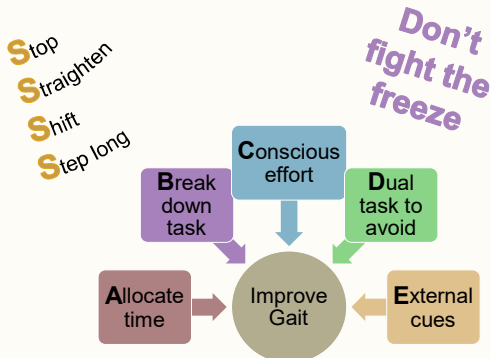 Stop
Straighten
Shift
Step long
Don't
fight the
freeze
Conscious
effort
Break
down
task
Dual
task to
avoid
Allocate
time
Improve
Gait
External
cues